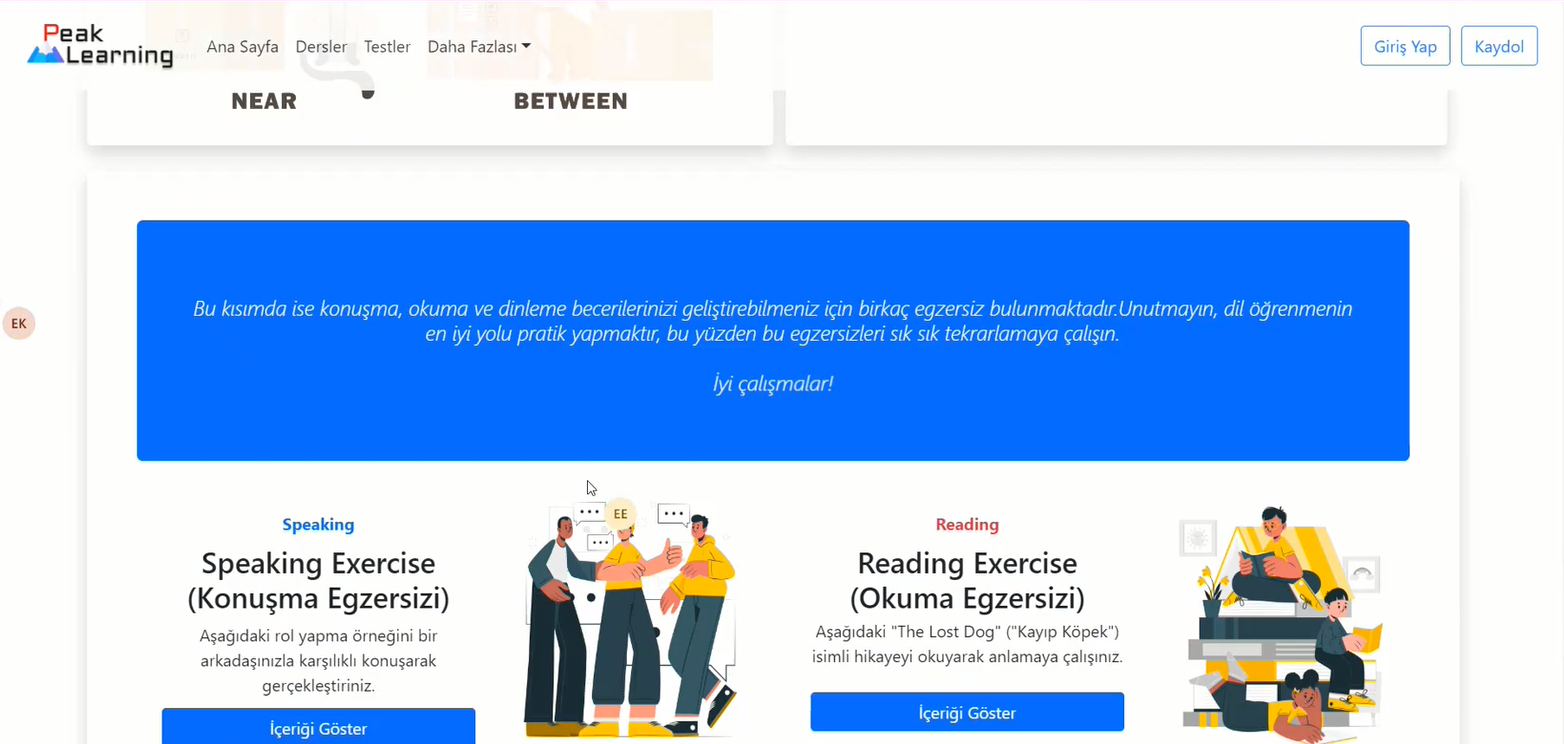 Peak
Learning
Ana Sayfa
Dersler
Testler
Daha Fazlası
Giriş Yap
Kaydol
NEAR
BETWEEN
EK
Bu kısımda ise konuşma, okuma ve dinleme becerilerinizi geliştirebilmeniz için birkaç egzersiz bulunmaktadır.Unutmayın, dil öğrenmenin
en iyi yolu pratik yapmaktır, bu yüzden bu egzersizleri sık sık tekrarlamaya çalışın.
İyi çalışmalar!
Speaking
Speaking Exercise
(Konuşma Egzersizi)
Aşağıdaki rol yapma örneğini bir
arkadaşınızla karşılıklı konuşarak
gerçekleştiriniz.
İçeriği Göster
EE
Reading
Reading Exercise
(Okuma Egzersizi)
Aşağıdaki "The Lost Dog" ("Kayıp Köpek")
isimli hikayeyi okuyarak anlamaya çalışınız.
İçeriği Göster